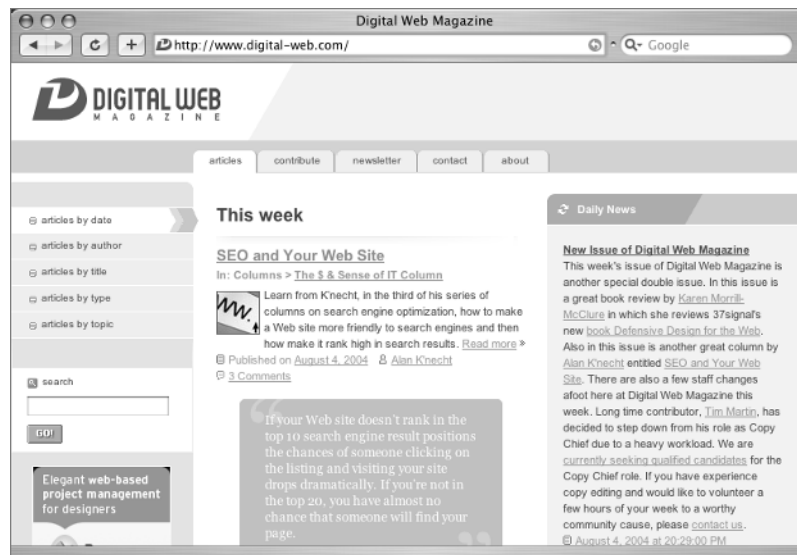 Digital Web Magazine
http://www.digital-web.com/
Google
DIGITAL WEB
MAGAZINE
articles
contribute
newsletter
contact
about
articles by date
articles by author
articles by title
articles by type
articles by topic
search
GO!
Elegant web-based
project management
for designers
This week
SEO and Your Web Site
In: Columns > The $ & Sense of IT Column
Learn from K'necht, in the third of his series of
columns on search engine optimization, how to make
a Web site more friendly to search engines and then
how make it rank high in search results. Read more »
Published on August 4, 2004 Alan K'necht
3 Comments
If your Web site doesn't rank in the
top 10 search engine result positions
the chances of someone clicking on
the listing and visiting your site
drops dramatically. If you're not in
the top 20, you have almost no
chance that someone will find your
page.
Daily News
New Issue of Digital Web Magazine
This week's issue of Digital Web Magazine is
another special double issue. In this issue is
a great book review by Karen Morrill-
McClure in which she reviews 37signal's
new book Defensive Design for the Web.
Also in this issue is another great column by
Alan K'necht entitled SEO and Your Web
Site. There are also a few staff changes
afoot here at Digital Web Magazine this
week. Long time contributor, Tim Martin, has
decided to step down from his role as Copy
Chief due to a heavy workload. We are
currently seeking qualified candidates for the
Copy Chief role. If you have experience
copy editing and would like to volunteer a
few hours of your week to a worthy
community cause, please contact us.
August 4, 2004 at 20:29:00 PM